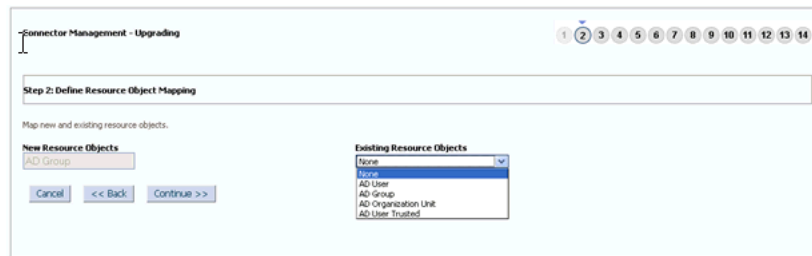 Connector Management - Upgrading
1 2 3 4 5 6 7 8 9 10 11 12 13 14
Step 2: Define Resource Object Mapping
Map new and existing resource objects.
New Resource Objects
Existing Resource Objects
AD Group
None
None
AD User
AD Group
AD Organization Unit
AD User Trusted
Cancel
<< Back
Continue >>